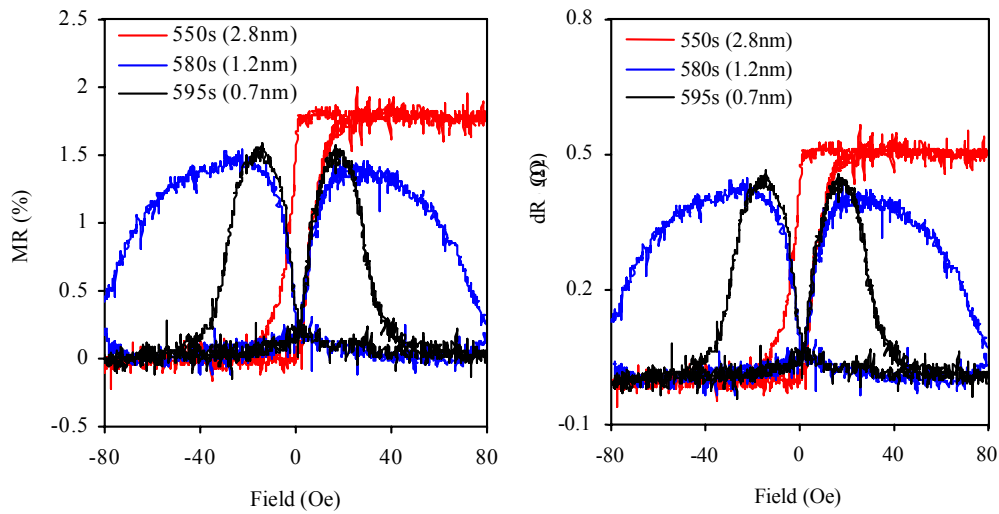 2.5
2
1.5
1
0.5
0
-0.5
MR (%)
550s (2.8nm)
580s (1.2nm)
595s (0.7nm)
-80
-40
0
40
80
Field (Oe)
0.8
0.5
0.2
-0.1
dR (Ω)
550s (2.8nm)
580s (1.2nm)
595s (0.7nm)
-80
-40
0
40
80
Field (Oe)